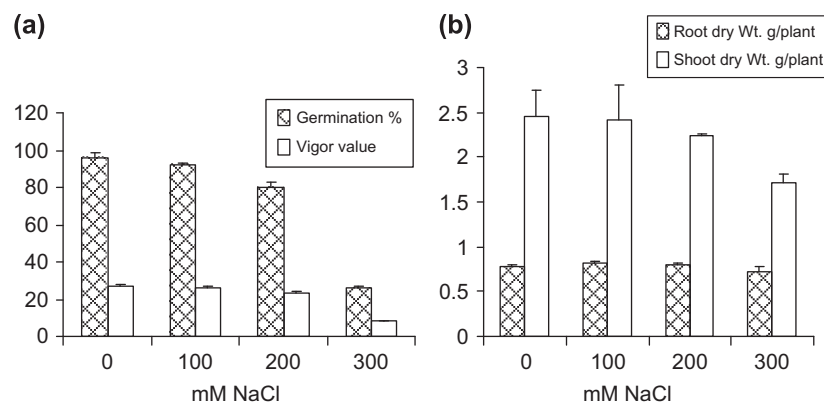 (a)
Germination %
Vigor value
120
100
80
60
40
20
0
0 100 200 300
mM NaCl
(b)
Root dry Wt. g/plant
Shoot dry Wt. g/plant
3
2.5
2
1.5
1
0.5
0
0 100 200 300
mM NaCl